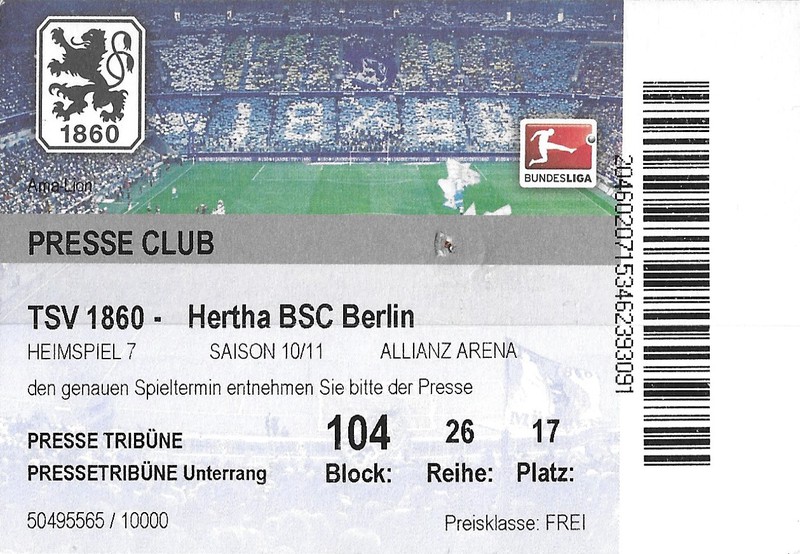 1860
1860
BUNDESLIGA
Ama Lion
PRESSE CLUB
TSV 1860 - Hertha BSC Berlin
HEIMSPIEL 7 SAISON 10/11 ALLIANZ ARENA
den genauen Spieltermin entnehmen Sie bitte der Presse
PRESSE TRIBÜNE 104 26 17
PRESSETRIBÜNE Unterrang Block: Reihe: Platz:
50495565 / 10000 Preisklasse: FREI
20460207153462393091